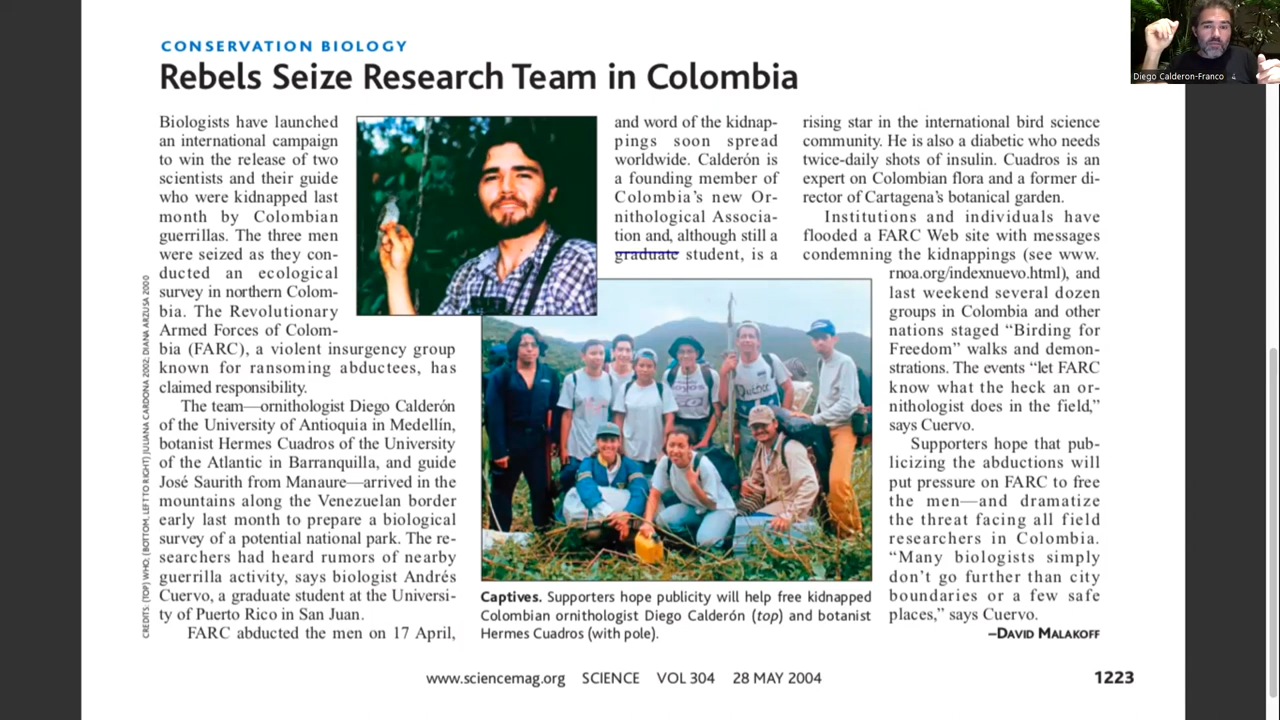 Diego Calderon-Franco
CONSERVATION BIOLOGY
Rebels Seize Research Team in Colombia
Biologists have launched
an international campaign
to win the release of two
scientists and their guide
who were kidnapped last
month by Colombian
guerrillas. The three men
were seized as they con-
ducted an ecological
survey in northern Colom-
bia. The Revolutionary
Armed Forces of Colom-
bia (FARC), a violent insurgency group
known for ransoming abductees, has
claimed responsibility.
The team—ornithologist Diego Calderón
of the University of Antioquia in Medellín,
botanist Hermes Cuadros of the University
of the Atlantic in Barranquilla, and guide
José Saurith from Manaure—arrived in the
mountains along the Venezuelan border
early last month to prepare a biological
survey of a potential national park. The re-
searchers had heard rumors of nearby
guerrilla activity, says biologist Andrés
Cuervo, a graduate student at the Universi-
ty of Puerto Rico in San Juan.
FARC abducted the men on 17 April,
and word of the kidnap-
pings soon spread
worldwide. Calderón is
a founding member of
Colombia's new Or-
nithological Associa-
tion and, although still a
graduate student, is a
rising star in the international bird science
community. He is also a diabetic who needs
twice-daily shots of insulin. Cuadros is an
expert on Colombian flora and a former di-
rector of Cartagena's botanical garden.
Institutions and individuals have
flooded a FARC Web site with messages
condemning the kidnappings (see www.
rnoa.org/indexnuevo.html), and
last weekend several dozen
groups in Colombia and other
nations staged “Birding for
Freedom” walks and demon-
strations. The events “let FARC
know what the heck an or-
nithologist does in the field,”
says Cuervo.
Supporters hope that pub-
licizing the abductions will
put pressure on FARC to free
the men—and dramatize
the threat facing all field
researchers in Colombia.
“Many biologists simply
don't go further than city
boundaries or a few safe
places,” says Cuervo.
–DAVID MALAKOFF
Captives. Supporters hope publicity will help free kidnapped
Colombian ornithologist Diego Calderón (top) and botanist
Hermes Cuadros (with pole).
CREDITS: (TOP) WHO; (BOTTOM, LEFT TO RIGHT) JULIANA CARDONA 2002; DIANA ARZUSA 2000
www.sciencemag.org SCIENCE VOL 304 28 MAY 2004
1223